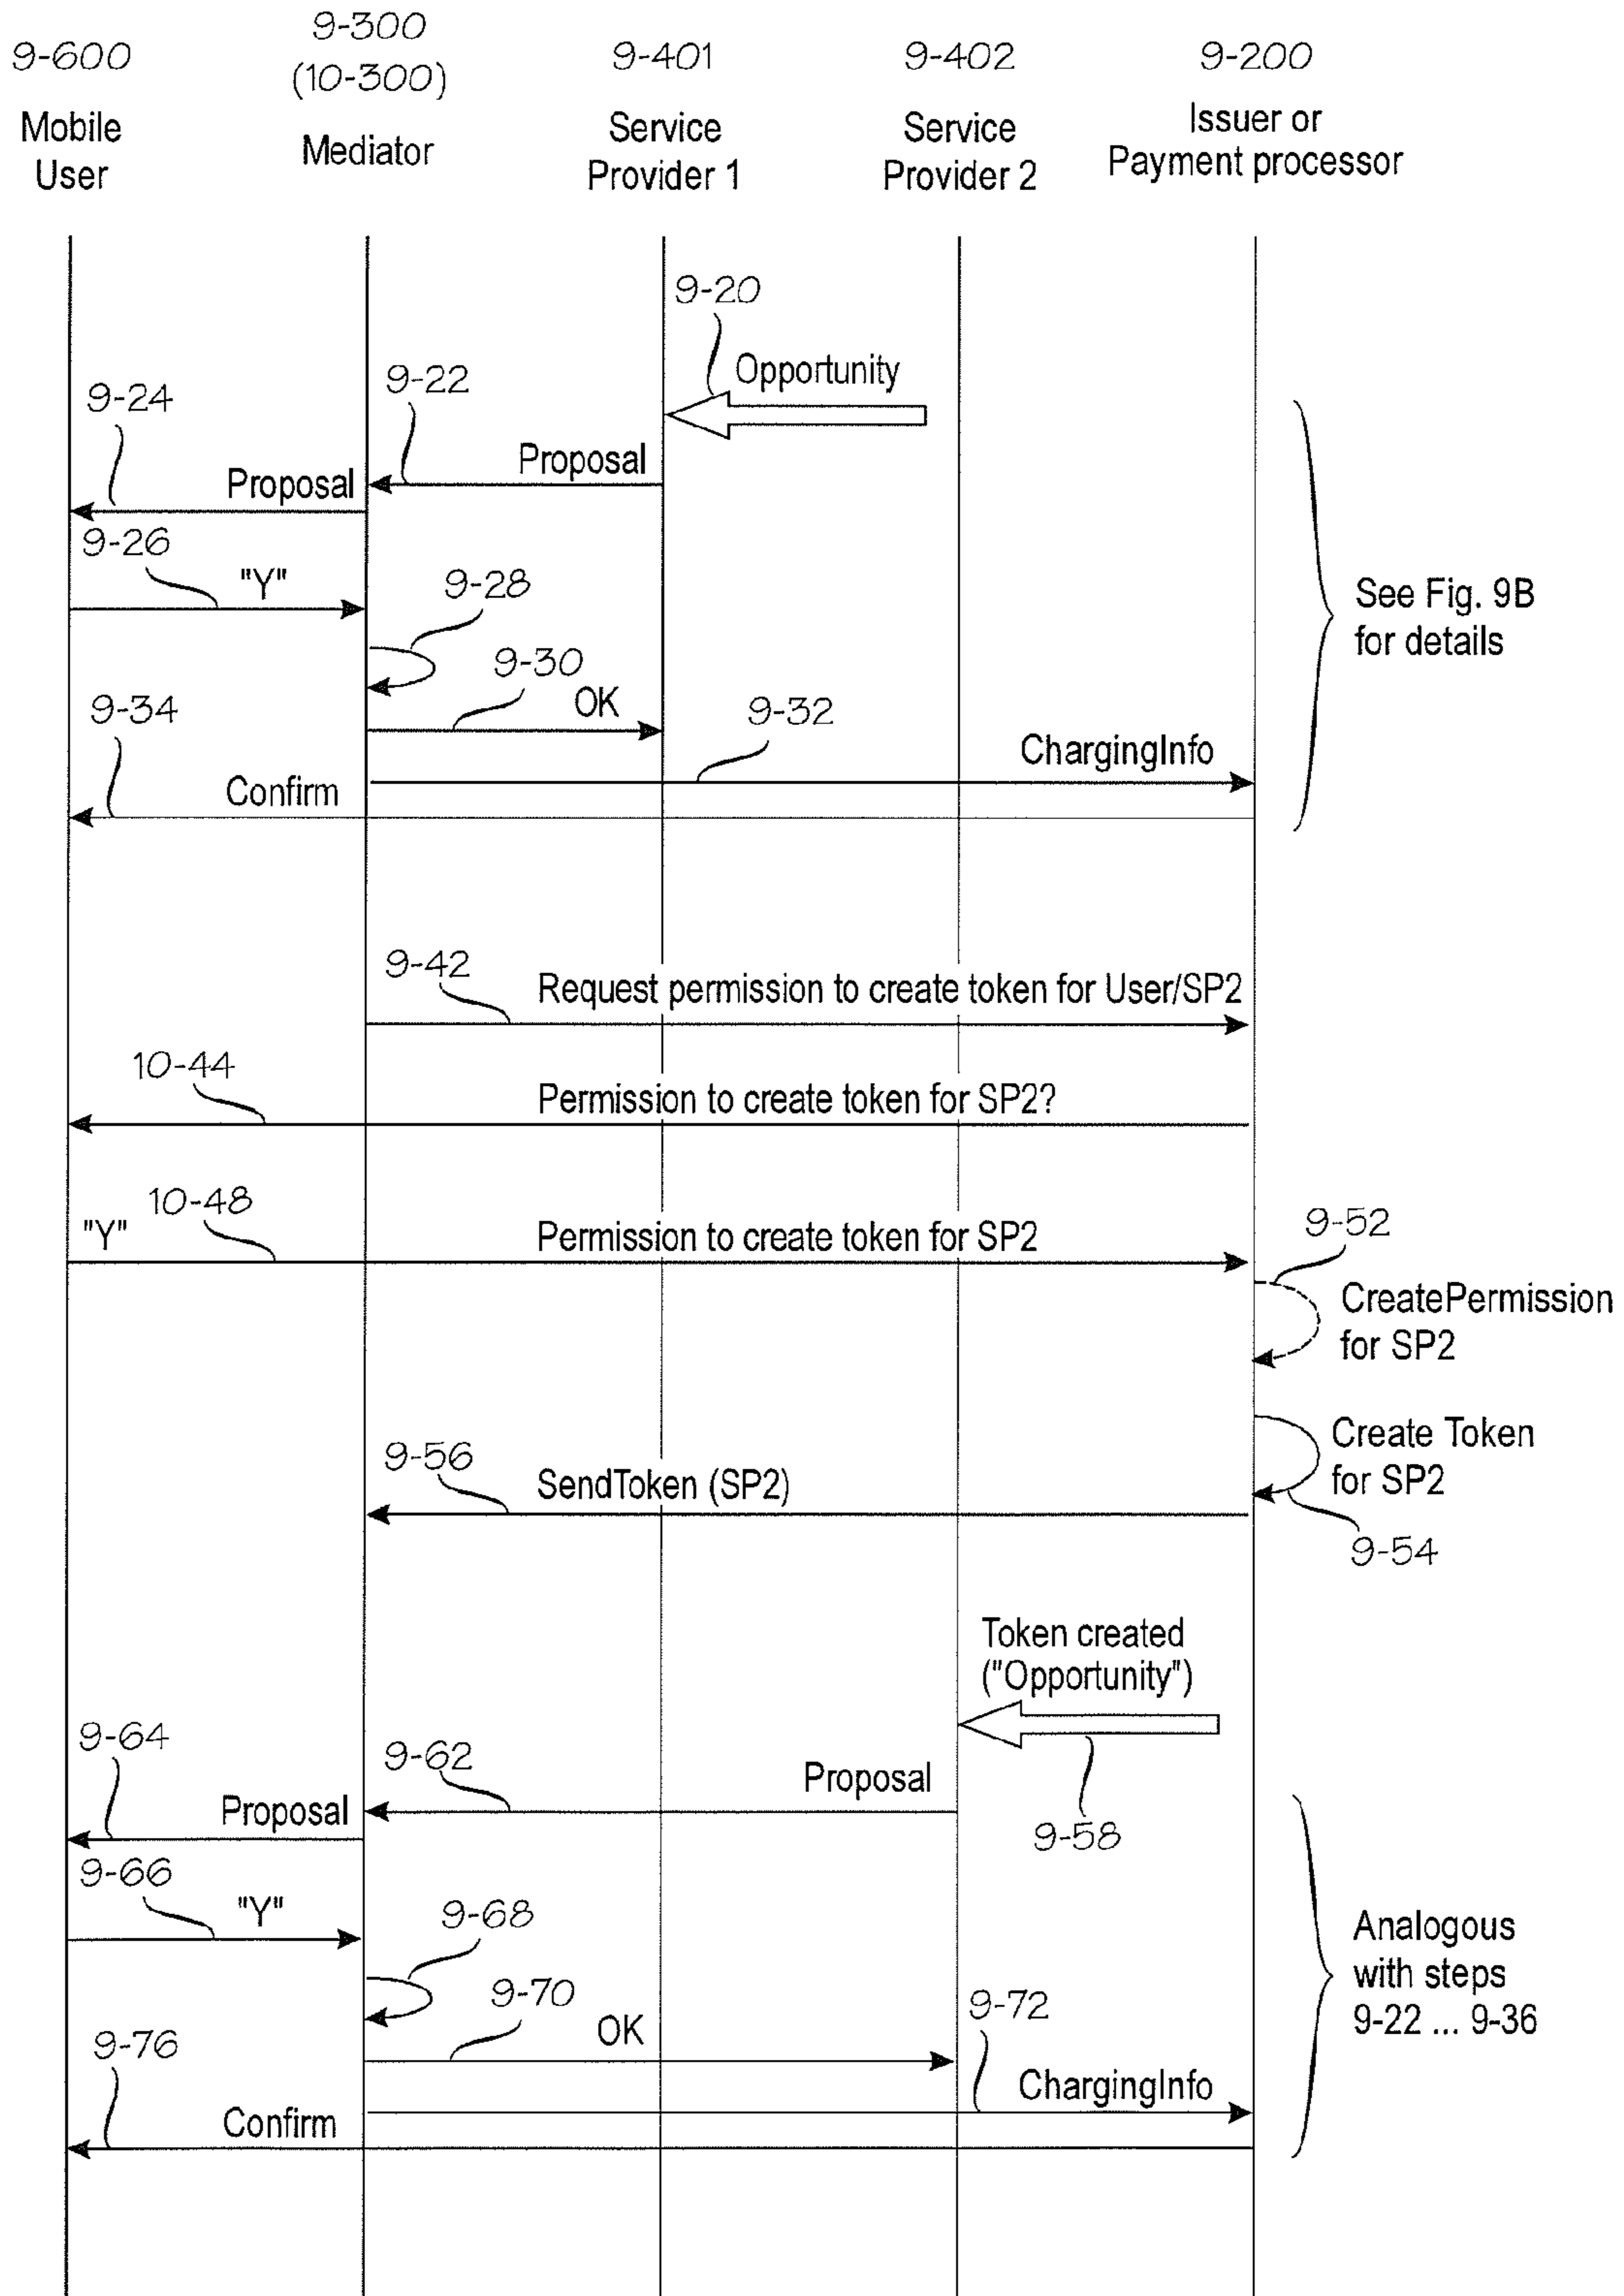 9-600
9-300
(10-300)
9-401
9-402
9-200
Mobile
User
Mediator
Service
Provider 1
Service
Provider 2
Issuer or
Payment processor
9-20
Opportunity
9-22
9-24
Proposal
Proposal
9-26
"Y"
9-28
See Fig. 9B
for details
9-30
OK
9-34
9-32
ChargingInfo
Confirm
9-42
Request permission to create token for User/SP2
10-44
Permission to create token for SP2?
10-48
"Y"
Permission to create token for SP2
9-52
CreatePermission
for SP2
Create Token
for SP2
9-56
SendToken (SP2)
9-54
Token created
("Opportunity")
9-64
9-62
Proposal
Proposal
9-58
9-66
"Y"
9-68
Analogous
with steps
9-22 ... 9-36
9-70
OK
9-72
9-76
ChargingInfo
Confirm